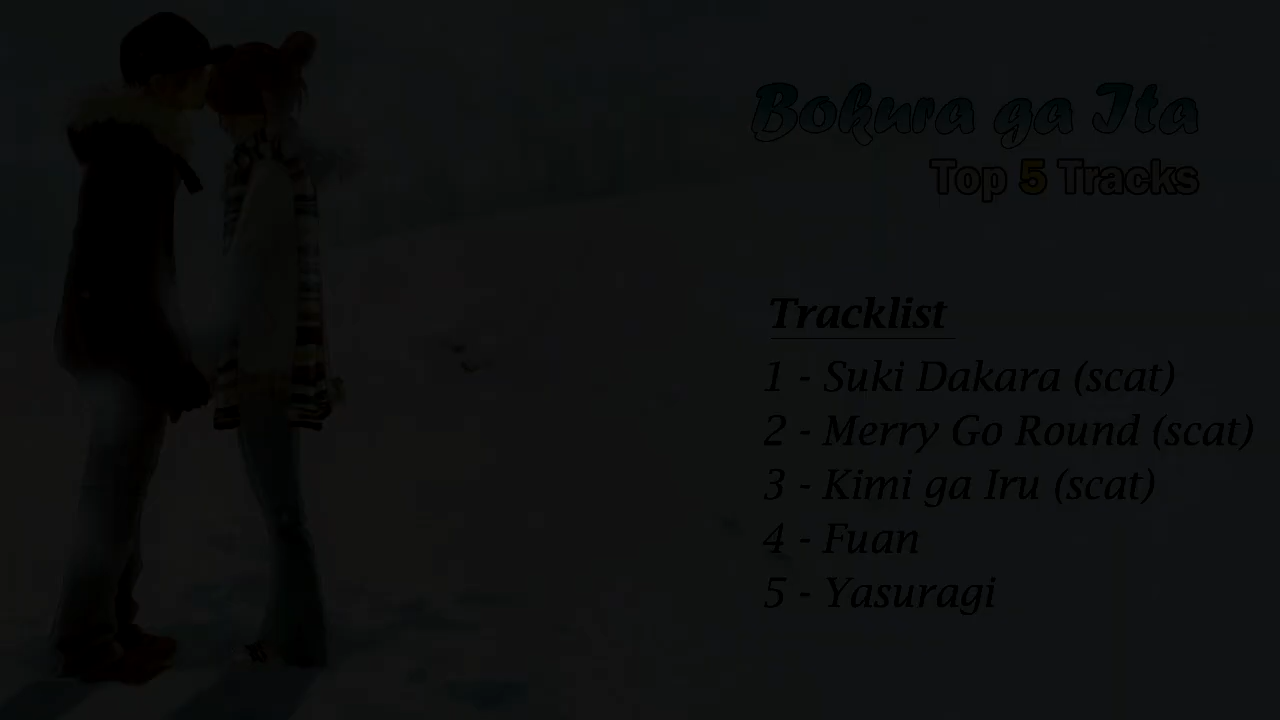 Bokura ga Ita
Top 5 Tracks
Tracklist
1 - Suki Dakara (scat)
2 - Merry Go Round (scat)
3 - Kimi ga Iru (scat)
4 - Fuan
5 - Yasuragi